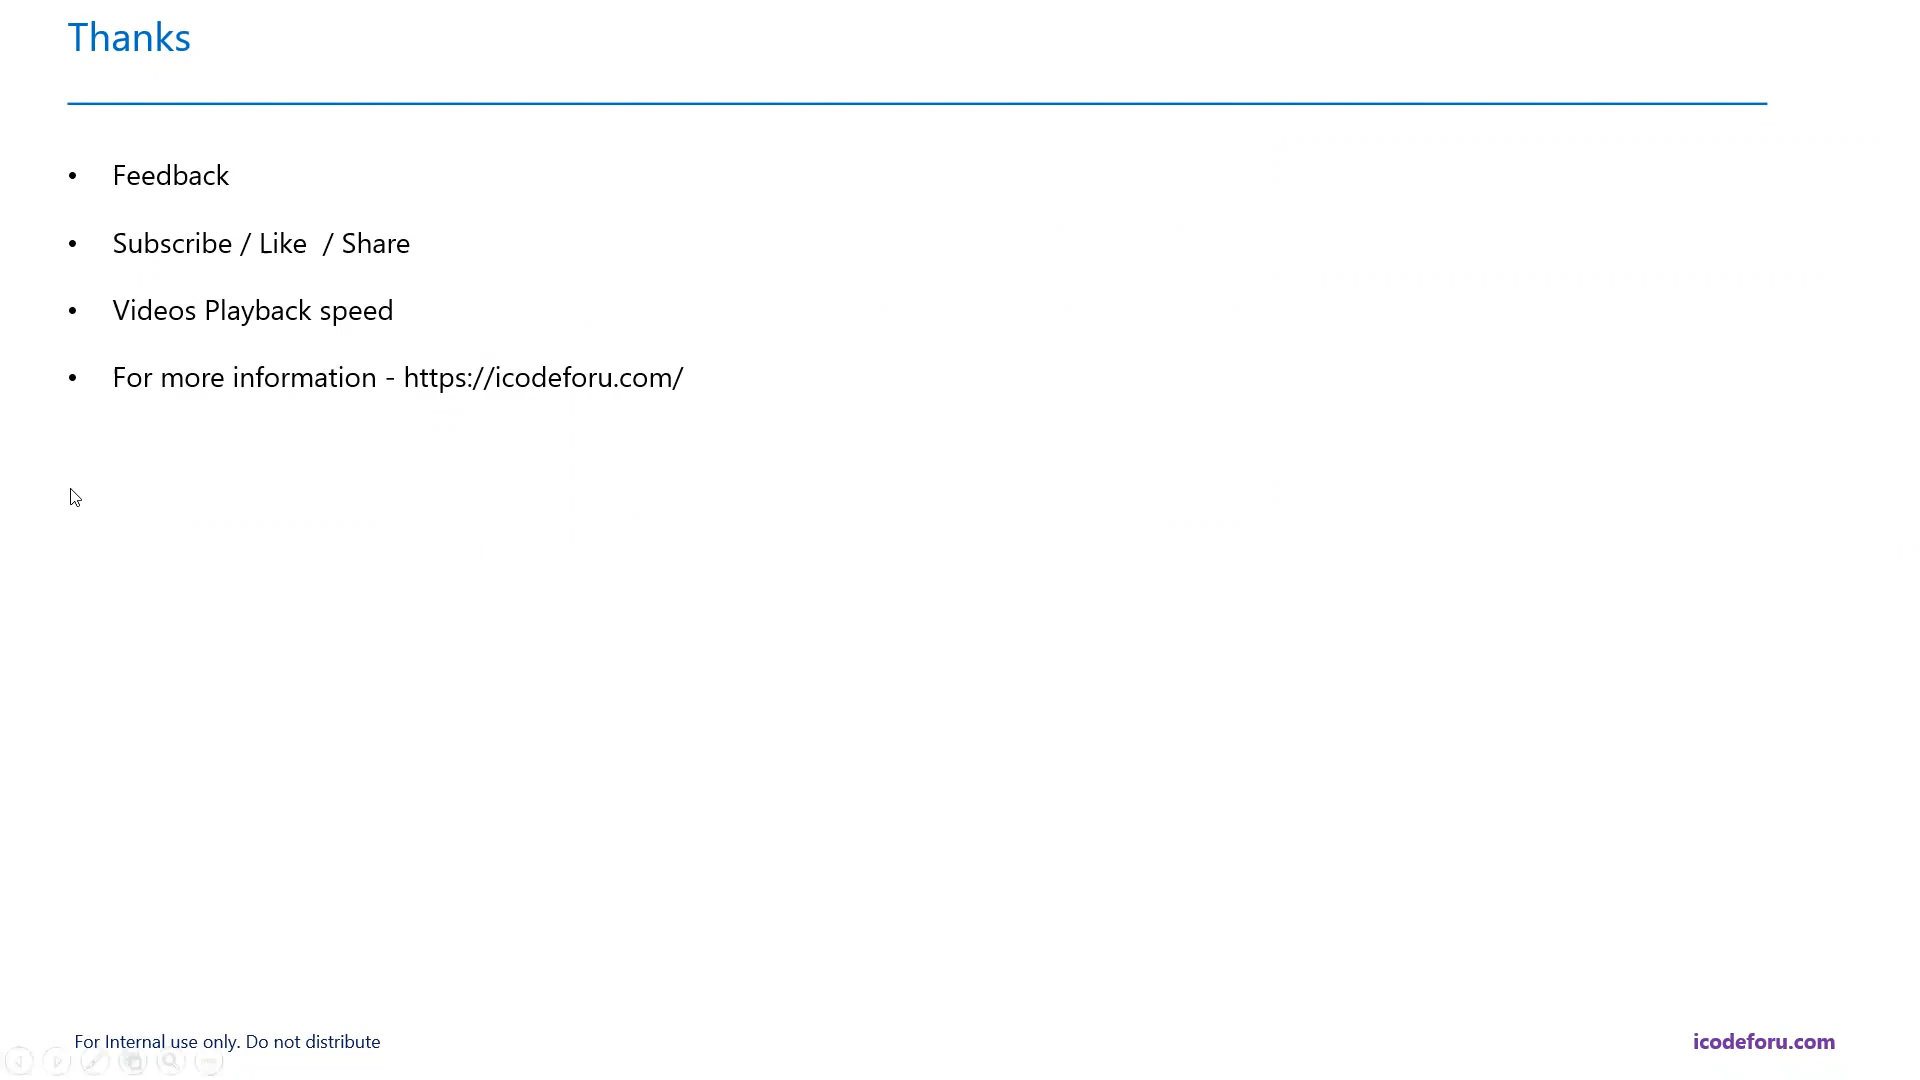 Thanks
• Feedback
• Subscribe / Like  / Share
• Videos Playback speed
• For more information - https://icodeforu.com/
For Internal use only. Do not distribute
icodeforu.com